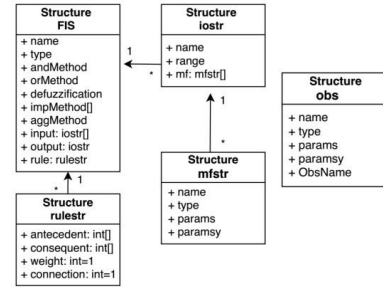 Structure
FIS
+ name
+ type
+ andMethod
+ orMethod
+ defuzzification
+ impMethod[]
+ aggMethod
+ input: iostr[]
+ output: iostr
+ rule: rulestr
1
*
Structure
iostr
+ name
+ range
+ mf: mfstr[]
1
*
Structure
mfstr
+ name
+ type
+ params
+ paramsy
Structure
obs
+ name
+ type
+ params
+ paramsy
+ ObsName
1
*
Structure
rulestr
+ antecedent: int[]
+ consequent: int[]
+ weight: int=1
+ connection: int=1